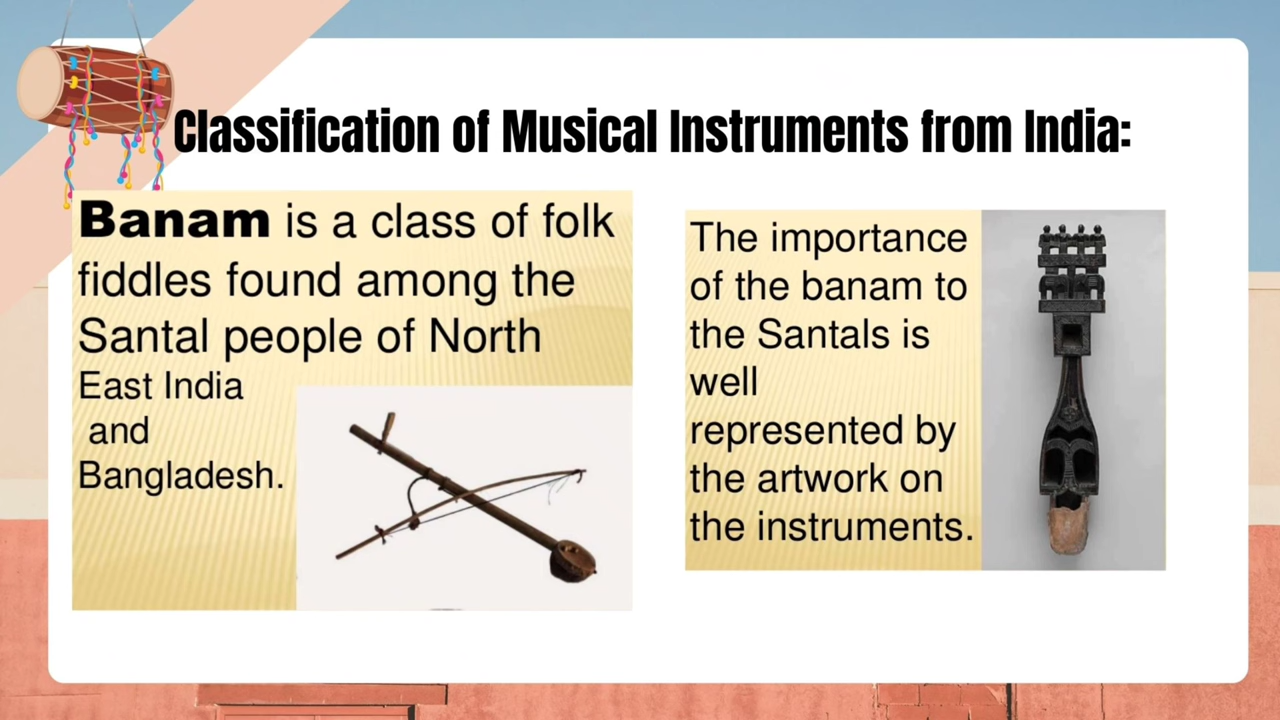 Classification of Musical Instruments from India:
Banam is a class of folk
fiddles found among the
Santal people of North
East India
and
Bangladesh.
The importance
of the banam to
the Santals is
well
represented by
the artwork on
the instruments.